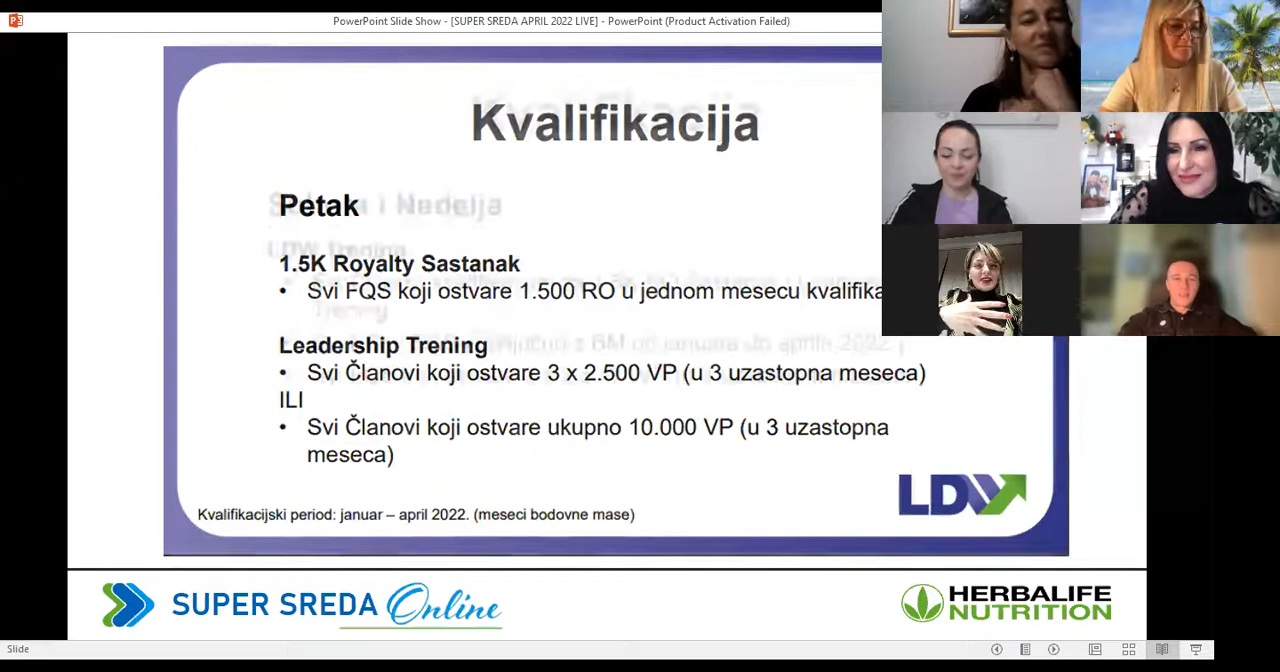 PowerPoint Slide Show - [SUPER SREDA APRIL 2022 LIVE] - PowerPoint (Product Activation Failed)
Kvalifikacija
Petak
1.5K Royalty Sastanak
• Svi FQS koji ostvare 1.500 RO u jednom mesecu
Leadership Trening
• Svi Članovi koji ostvare 3 x 2.500 VP (u 3 uzastopna meseca)
ILI
• Svi Članovi koji ostvare ukupno 10.000 VP (u 3 uzastopna
meseca)
LDW
Kvalifikacijski period: januar – april 2022. (meseci bodovne mase)
SUPER SREDA Online
HERBALIFE
NUTRITION
Slide